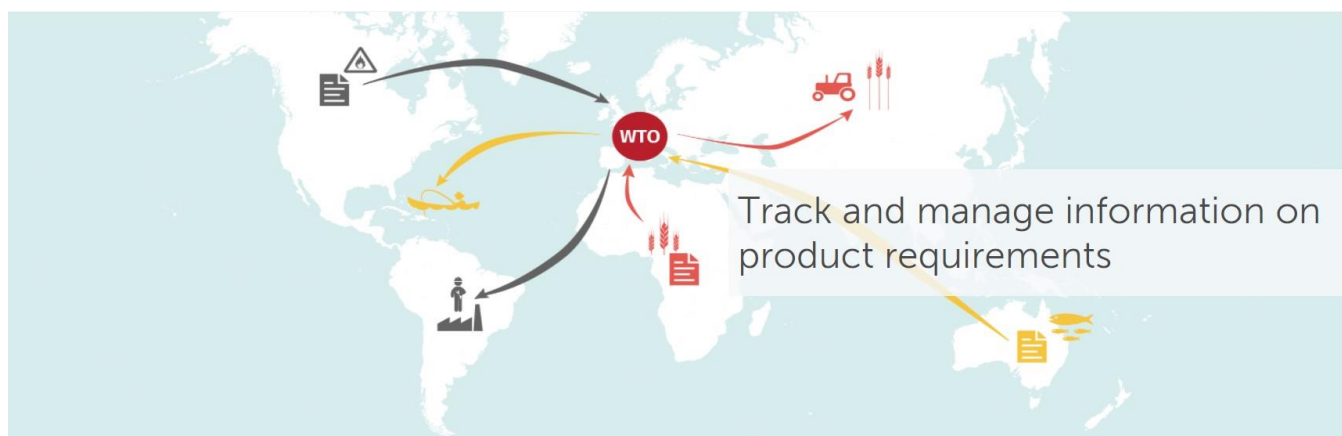 WTO
Track and manage information on
product requirements